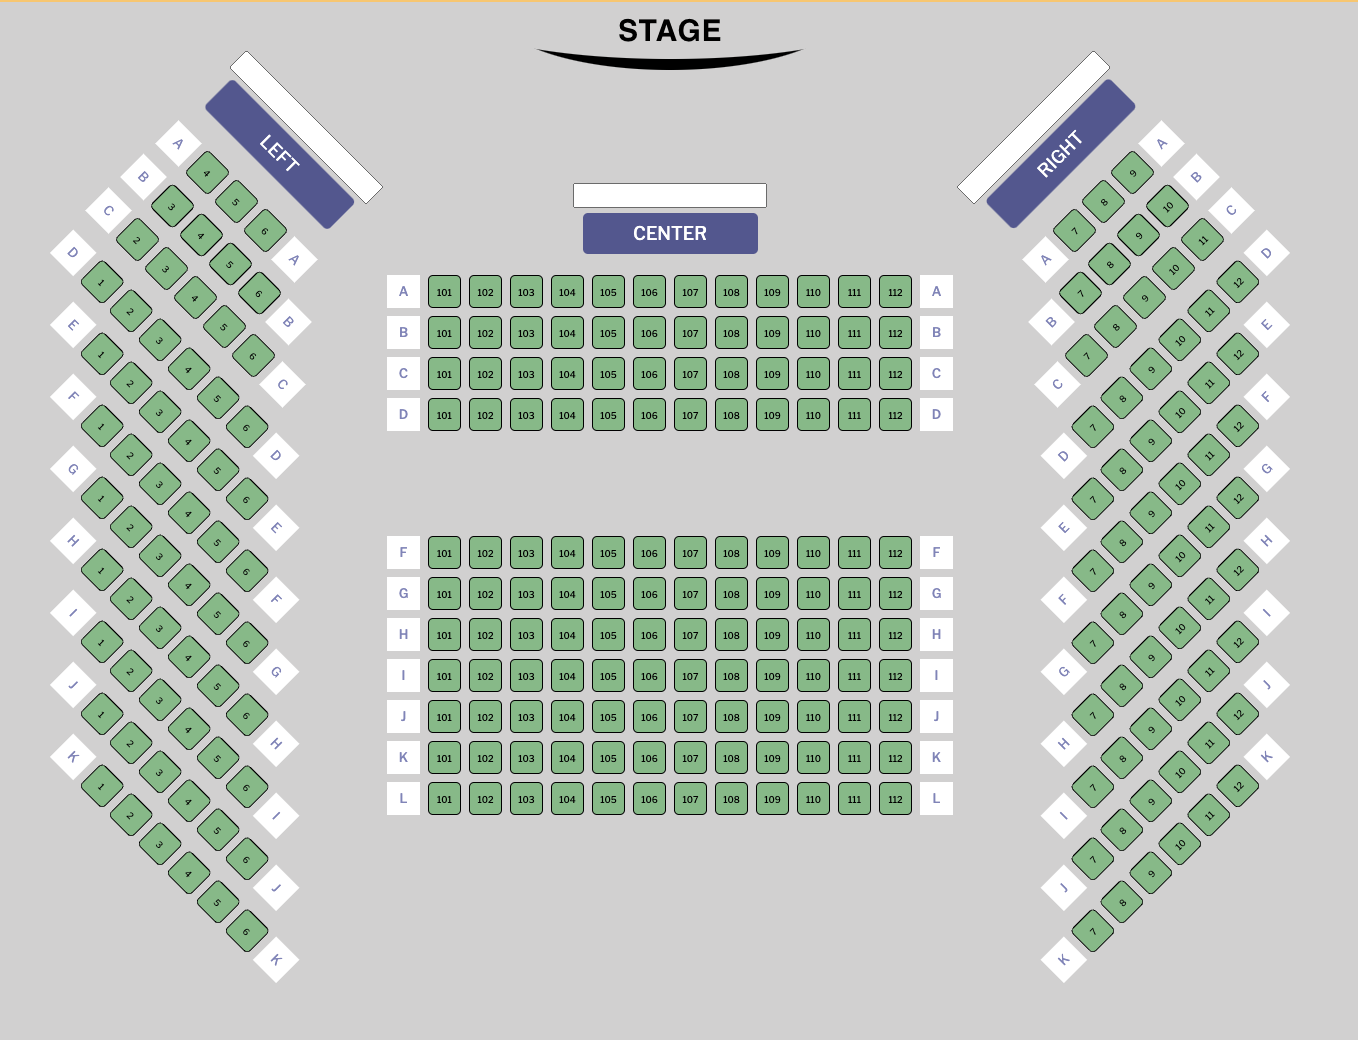 STAGE
LEFT
A 4 5 6 A
B 3 4 5 6 B
C 2 3 4 5 6 C
D 1 2 3 4 5 6 D
E 1 2 3 4 5 6 E
F 1 2 3 4 5 6 F
G 1 2 3 4 5 6 G
H 1 2 3 4 5 6 H
I 1 2 3 4 5 6 I
J 1 2 3 4 5 6 J
K 1 2 3 4 5 6 K
CENTER
A 101 102 103 104 105 106 107 108 109 110 111 112 A
B 101 102 103 104 105 106 107 108 109 110 111 112 B
C 101 102 103 104 105 106 107 108 109 110 111 112 C
D 101 102 103 104 105 106 107 108 109 110 111 112 D
F 101 102 103 104 105 106 107 108 109 110 111 112 F
G 101 102 103 104 105 106 107 108 109 110 111 112 G
H 101 102 103 104 105 106 107 108 109 110 111 112 H
I 101 102 103 104 105 106 107 108 109 110 111 112 I
J 101 102 103 104 105 106 107 108 109 110 111 112 J
K 101 102 103 104 105 106 107 108 109 110 111 112 K
L 101 102 103 104 105 106 107 108 109 110 111 112 L
RIGHT
A 7 8 9 A
B 7 8 9 10 B
C 7 8 9 10 11 C
D 7 8 9 10 11 12 D
E 7 8 9 10 11 12 E
F 7 8 9 10 11 12 F
G 7 8 9 10 11 12 G
H 7 8 9 10 11 12 H
I 7 8 9 10 11 12 I
J 7 8 9 10 11 12 J
K 7 8 9 10 11 12 K